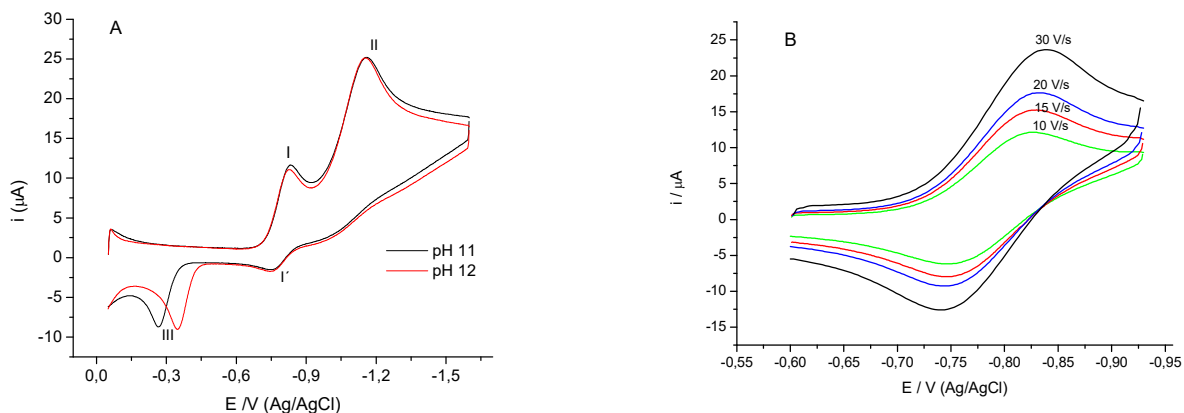 A
30
25
20
15
10
5
0
-5
-10
i (µA)
I
II
I´
III
pH 11
pH 12
0,0
-0,3
-0,6
-0,9
-1,2
-1,5
E /V (Ag/AgCl)
B
25
20
15
10
5
0
-5
-10
-15
i / µA
30 V/s
20 V/s
15 V/s
10 V/s
-0,55
-0,60
-0,65
-0,70
-0,75
-0,80
-0,85
-0,90
-0,95
E / V (Ag/AgCl)